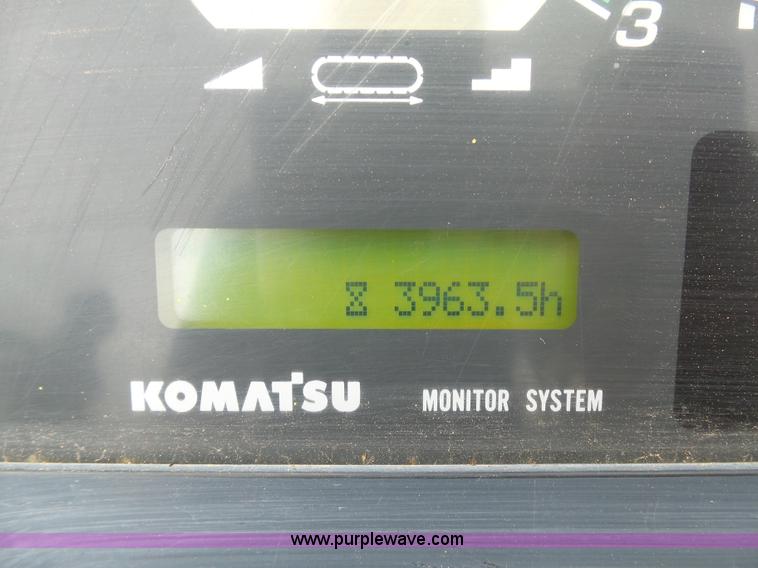 3
3963.5h
KOMATSU MONITOR SYSTEM
www.purplewave.com